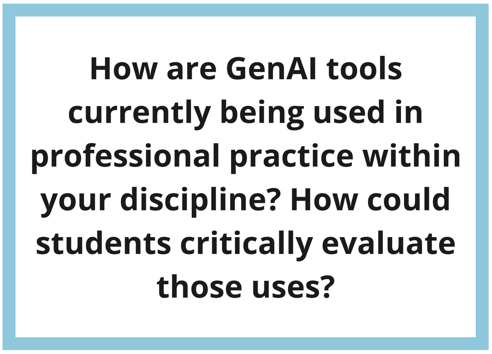 How are GenAI tools
currently being used in
professional practice within
your discipline? How could
students critically evaluate
those uses?